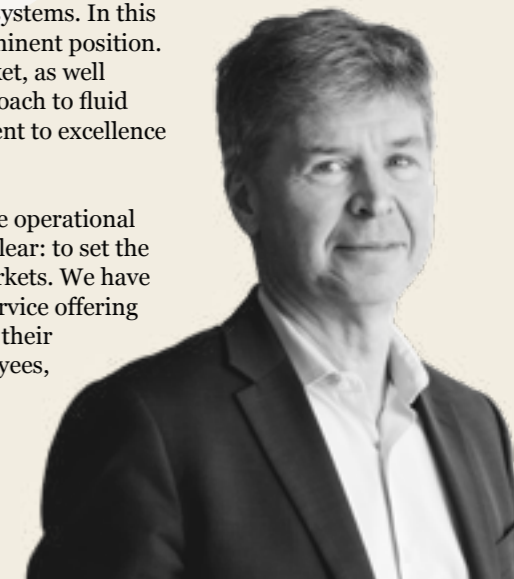 ystems. In this
ninent position.
ket, as well
oach to fluid
ent to excellence
e operational
lear: to set the
rkets. We have
rvice offering
their
yees,